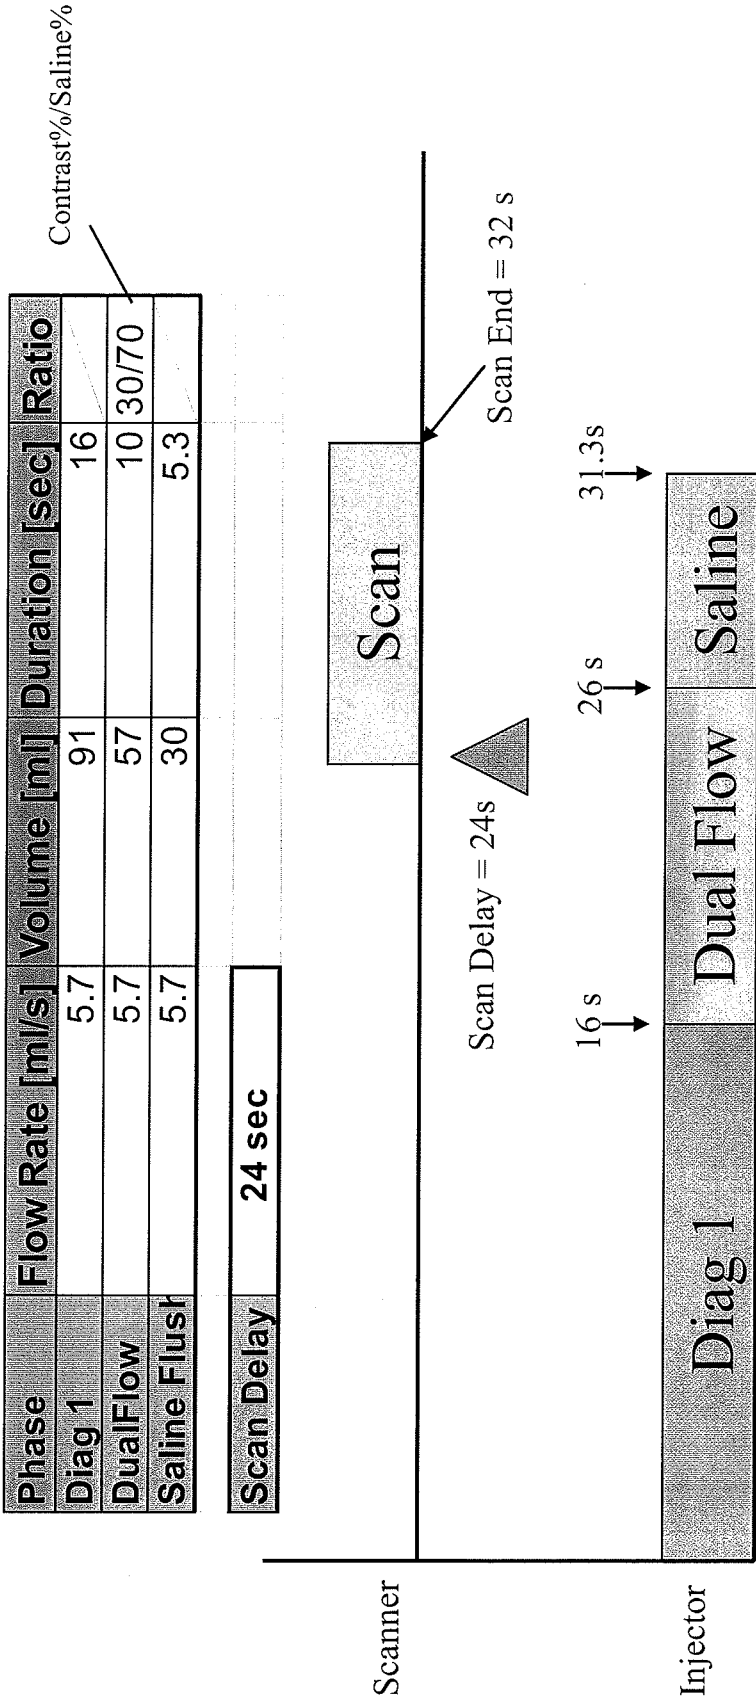 Contrast%/Saline%
Phase Flow Rate [ml/s] Volume [ml] Duration [sec] Ratio
Diag 1 5.7 91 16
DualFlow 5.7 57 10 30/70
Saline Flush 5.7 30 5.3
Scan Delay 24 sec
Scanner
Scan
Scan Delay = 24s
Scan End = 32 s
16 s
26 s
31.3s
Injector
Diag 1
Dual Flow
Saline